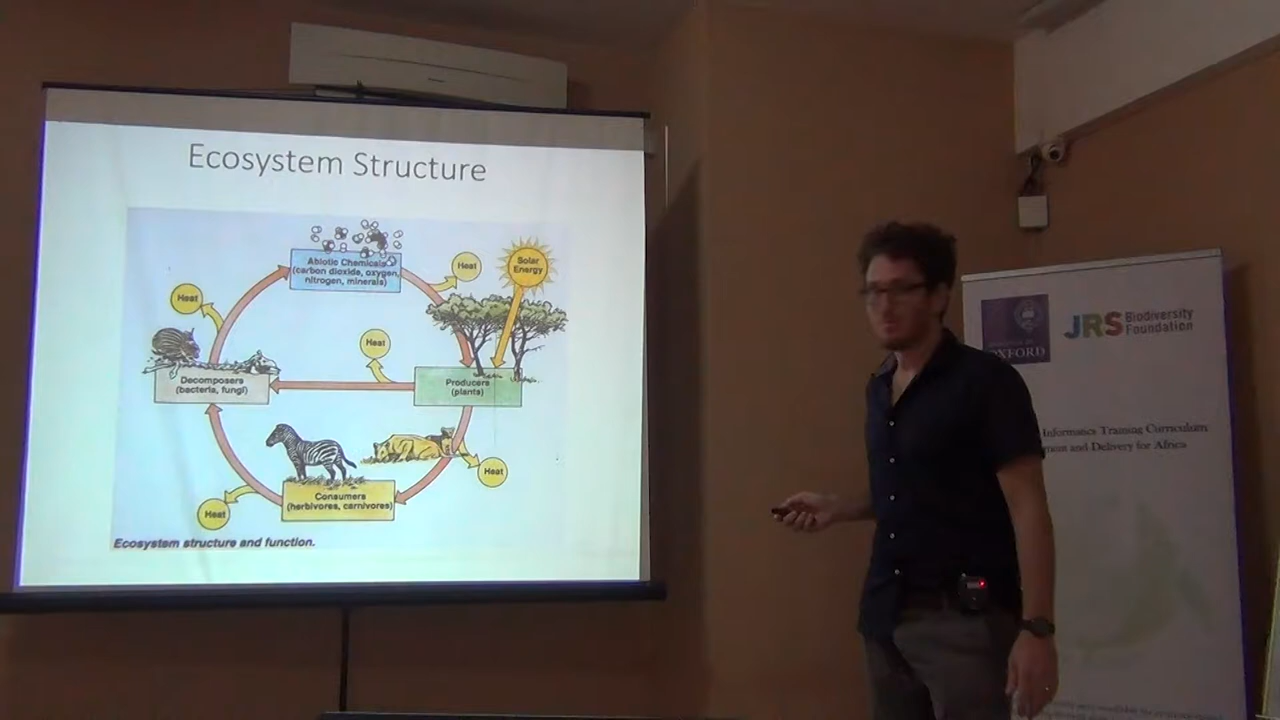 Ecosystem Structure
Abiotic Chemicals
(carbon dioxide, oxygen,
nitrogen, minerals)
Heat
Solar
Energy
Heat
Heat
Decomposers
(bacteria, fungi)
Producers
(plants)
Heat
Consumers
(herbivores, carnivores)
Heat
Ecosystem structure and function.
OXFORD
JRS Biodiversity
Foundation
Informatics Training Curriculum
and Delivery for Africa